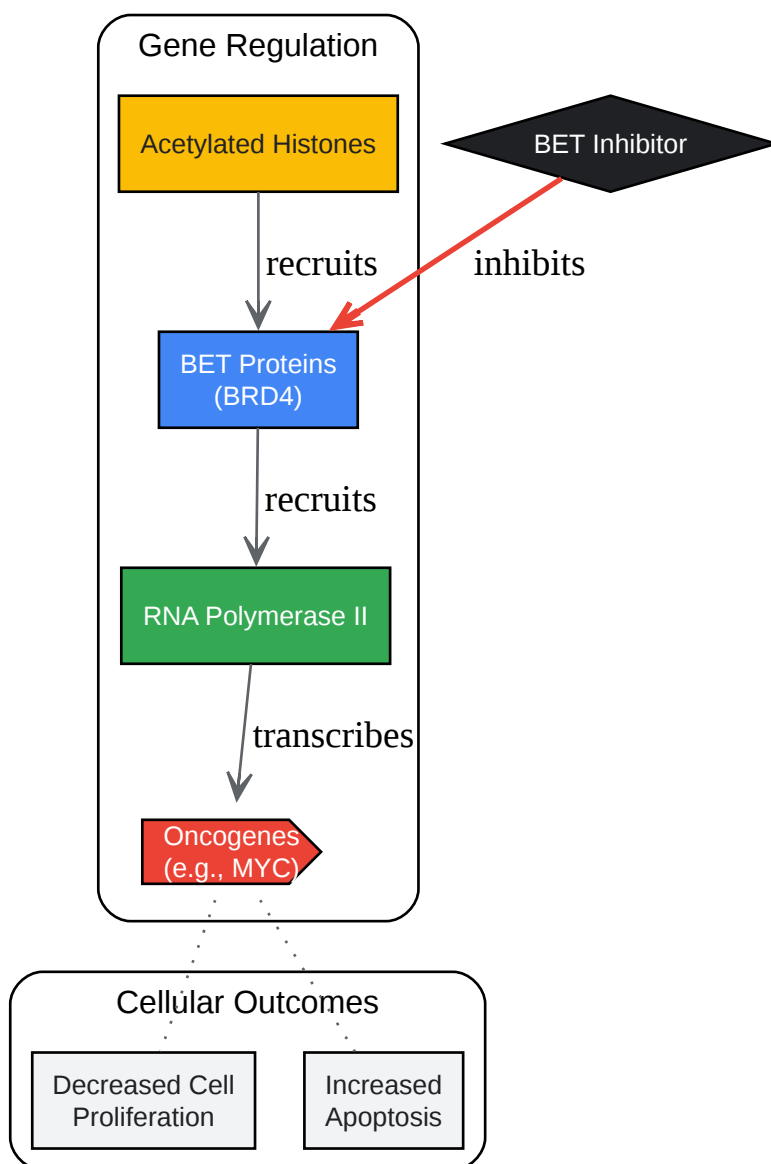 Gene Regulation
Acetylated Histones
BET Inhibitor
recruits
inhibits
BET Proteins
(BRD4)
recruits
RNA Polymerase II
transcribes
Oncogenes
(e.g., MYC)
Cellular Outcomes
Decreased Cell
Proliferation
Increased
Apoptosis